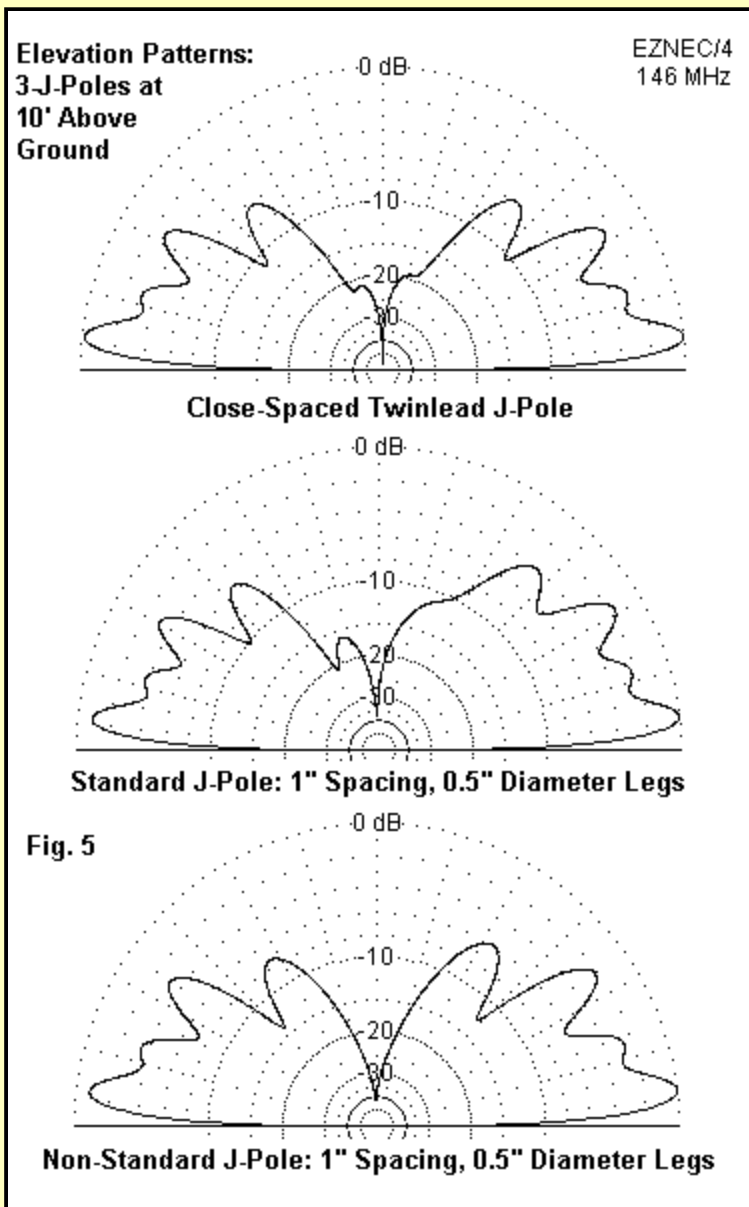 Elevation Patterns:
3-J-Poles at
10' Above
Ground
EZNEC/4
146 MHz
0 dB
-10
-20
-30
Close-Spaced Twinlead J-Pole
0 dB
-10
-20
-30
Standard J-Pole: 1" Spacing, 0.5" Diameter Legs
Fig. 5
0 dB
-10
-20
-30
Non-Standard J-Pole: 1" Spacing, 0.5" Diameter Legs